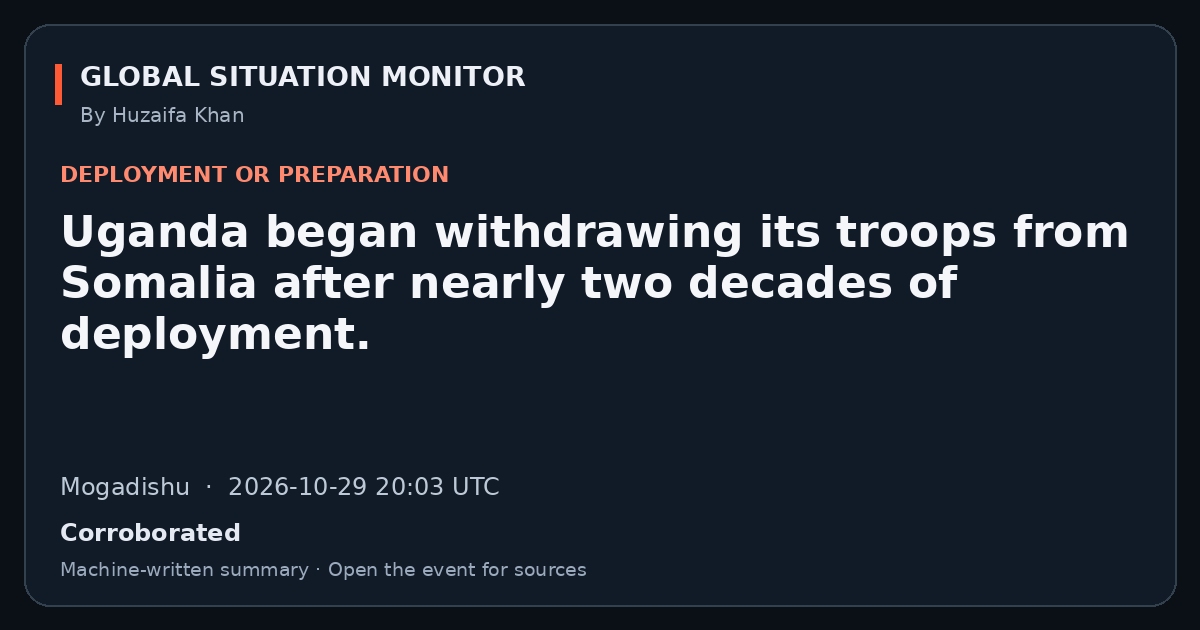 GLOBAL SITUATION MONITOR
By Huzaifa Khan
DEPLOYMENT OR PREPARATION
Uganda began withdrawing its troops from
Somalia after nearly two decades of
deployment.
Mogadishu · 2026-10-29 20:03 UTC
Corroborated
Machine-written summary · Open the event for sources